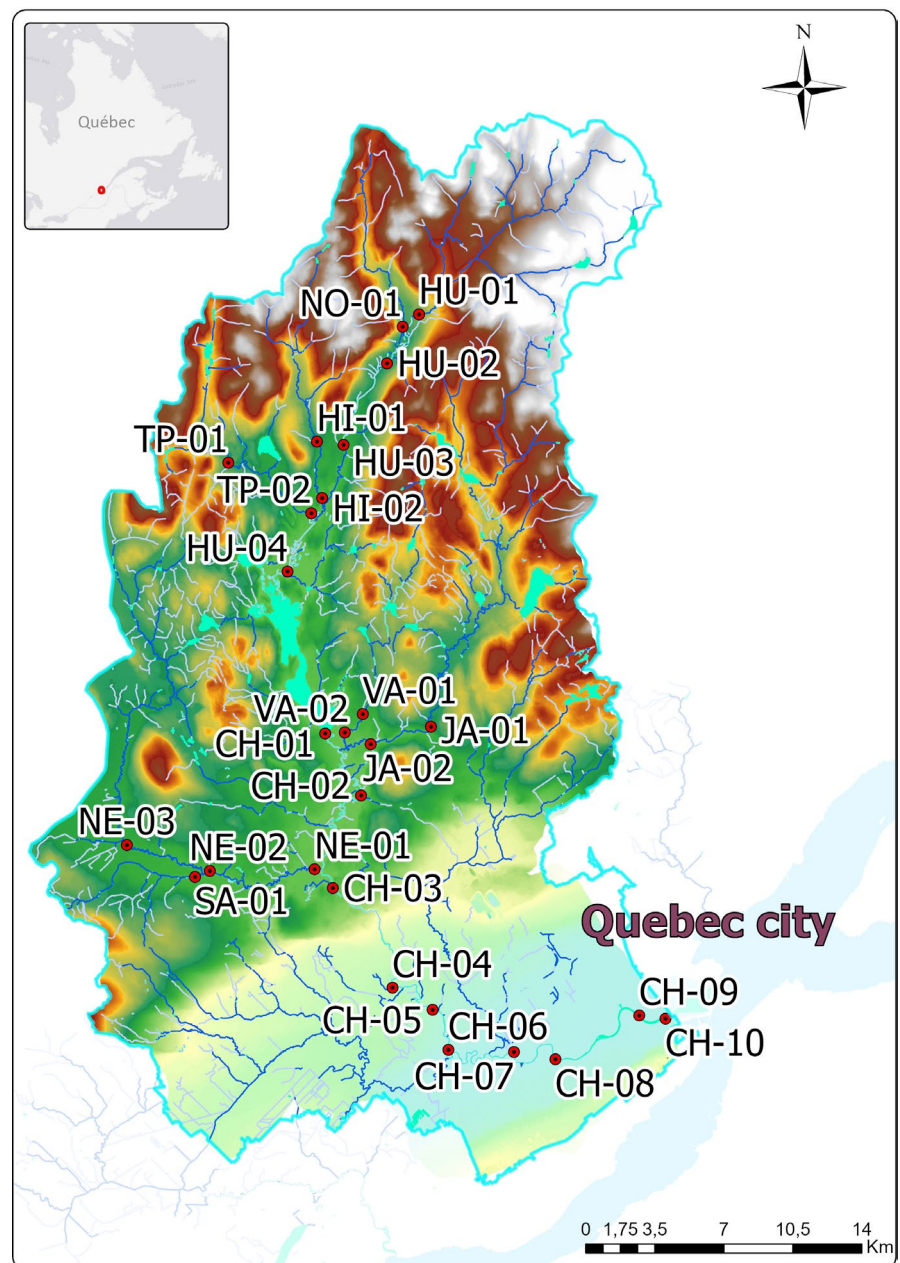 N
Québec
HU-01
NO-01
HU-02
HI-01
TP-01
HU-03
TP-02
HI-02
HU-04
VA-01
VA-02
JA-01
CH-01
JA-02
CH-02
NE-03
NE-02
NE-01
SA-01
CH-03
Quebec city
CH-04
CH-09
CH-05
CH-06
CH-10
CH-07
CH-08
0 1,75 3,5 7 10,5 14
Km